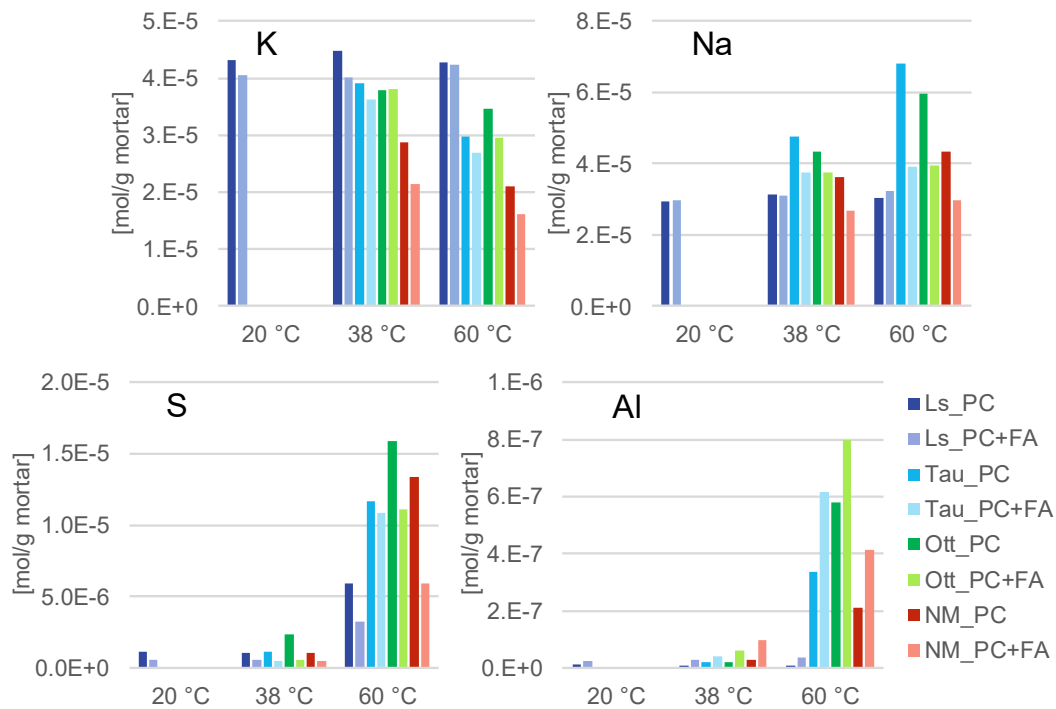 K
[mol/g mortar]
5.E-5
4.E-5
3.E-5
2.E-5
1.E-5
0.E+0
20 °C
38 °C
60 °C
Na
[mol/g mortar]
8.E-5
6.E-5
4.E-5
2.E-5
0.E+0
20 °C
38 °C
60 °C
S
[mol/g mortar]
2.0E-5
1.5E-5
1.0E-5
5.0E-6
0.0E+0
20 °C
38 °C
60 °C
Al
[mol/g mortar]
1.E-6
8.E-7
6.E-7
4.E-7
2.E-7
0.E+0
20 °C
38 °C
60 °C
Ls_PC
Ls_PC+FA
Tau_PC
Tau_PC+FA
Ott_PC
Ott_PC+FA
NM_PC
NM_PC+FA